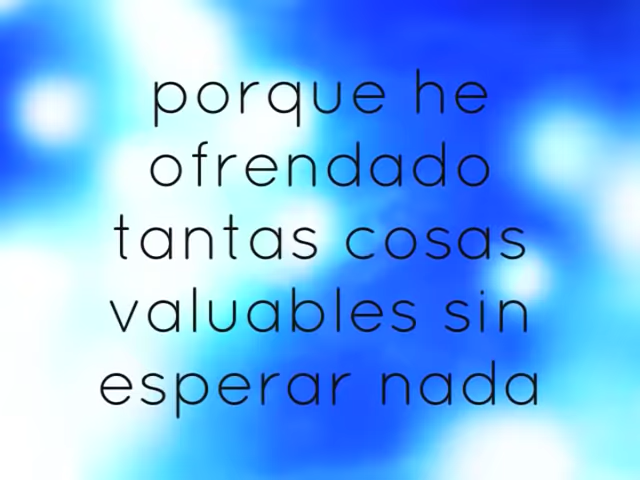 porque he
ofrendado
tantas cosas
valuables sin
esperar nada